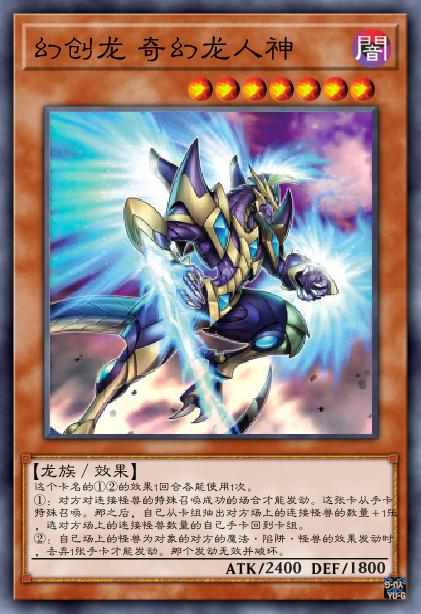 幻创龙 奇幻龙人神
闇
【龙族／效果】
这个卡名的①②的效果1回合各能使用1次。
①：对方对连接怪兽的特殊召唤成功的场合才能发动。这张卡从手卡
特殊召唤。那之后，自己从卡组抽出对方场上的连接怪兽的数量＋1张
，选对方场上的连接怪兽数量的自己手卡回到卡组。
②：自己场上的怪兽为对象的对方的魔法·陷阱·怪兽的效果发动时
，丢弃1张手卡才能发动。那个发动无效并破坏。
ATK/2400 DEF/1800